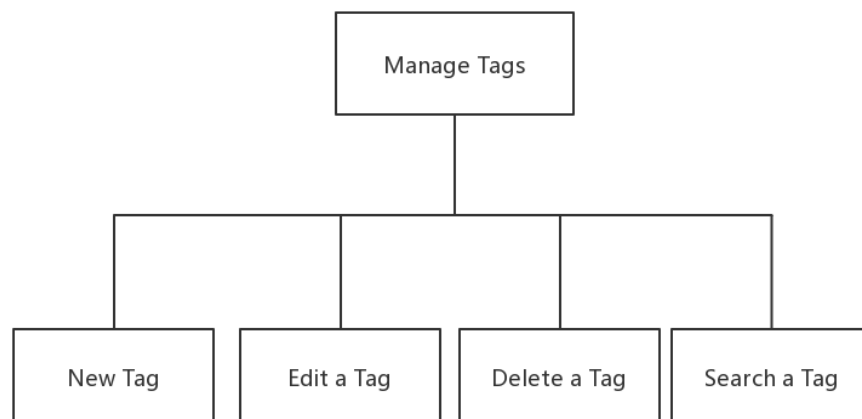 Manage Tags
New Tag
Edit a Tag
Delete a Tag
Search a Tag